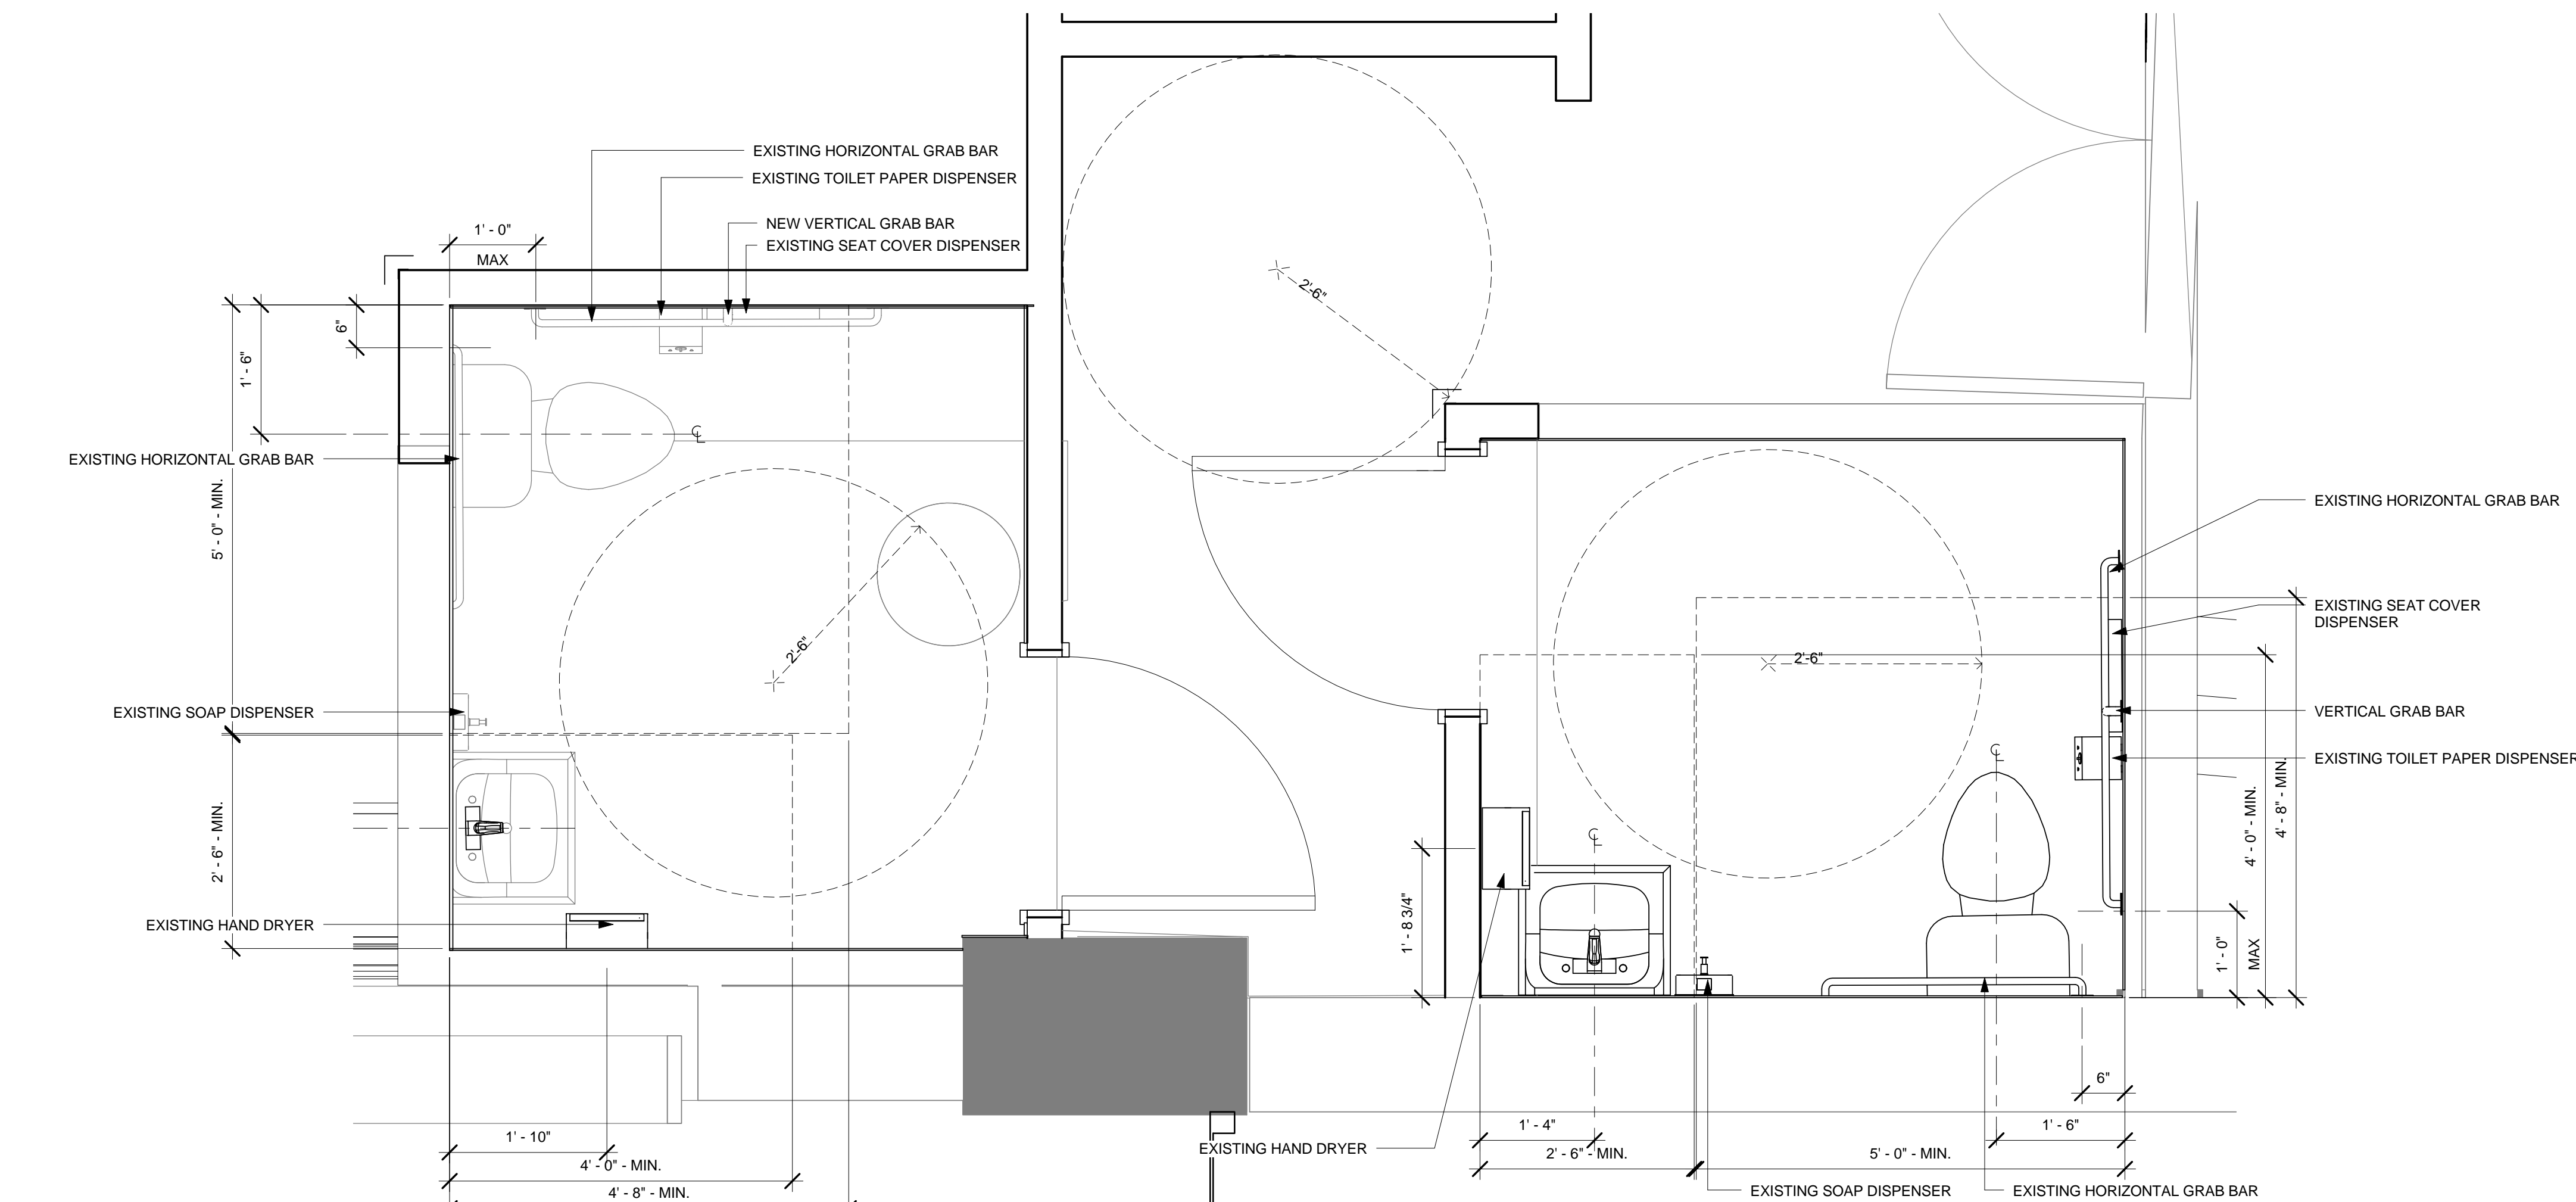 EXISTING HORIZONTAL GRAB BAR
EXISTING TOILET PAPER DISPENSER
NEW VERTICAL GRAB BAR
EXISTING SEAT COVER DISPENSER
1' - 0"
MAX
6"
1' - 6"
2'-6"
EXISTING HORIZONTAL GRAB BAR
5' - 0" - MIN.
2'-6"
EXISTING SOAP DISPENSER
2' - 6" - MIN.
EXISTING HAND DRYER
1' - 10"
4' - 0" - MIN.
4' - 8" - MIN.
EXISTING HORIZONTAL GRAB BAR
EXISTING SEAT COVER
DISPENSER
2'-6"
VERTICAL GRAB BAR
EXISTING TOILET PAPER DISPENSER
4' - 8" - MIN.
4' - 0" - MIN.
1' - 0"
MAX
1' - 8 3/4"
6"
1' - 4"
1' - 6"
EXISTING HAND DRYER
2' - 6" - MIN.
5' - 0" - MIN.
EXISTING SOAP DISPENSER
EXISTING HORIZONTAL GRAB BAR